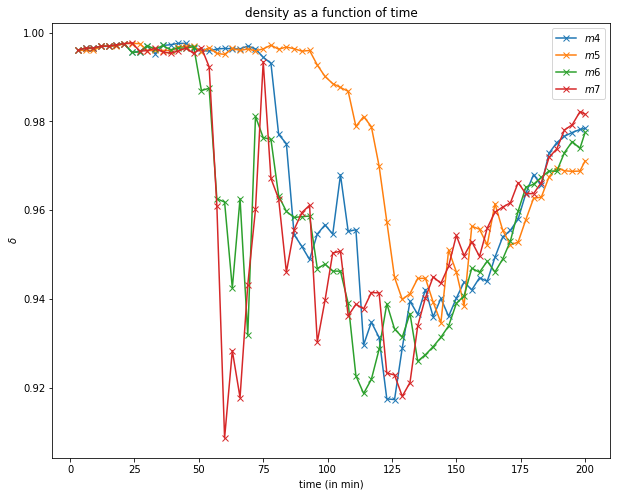 density as a function of time
m4
m5
m6
m7
1.00
0.98
0.96
0.94
0.92
δ
0 25 50 75 100 125 150 175 200
time (in min)